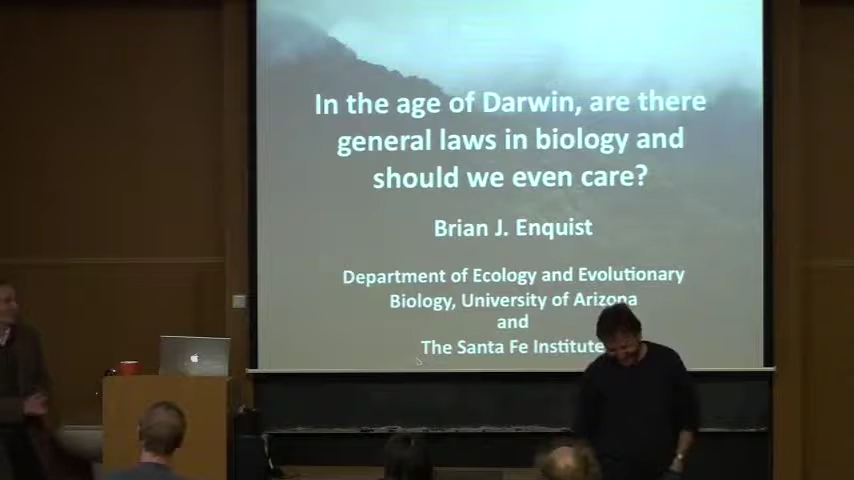 In the age of Darwin, are there
general laws in biology and
should we even care?
Brian J. Enquist
Department of Ecology and Evolutionary
Biology, University of Arizona
and
The Santa Fe Institute